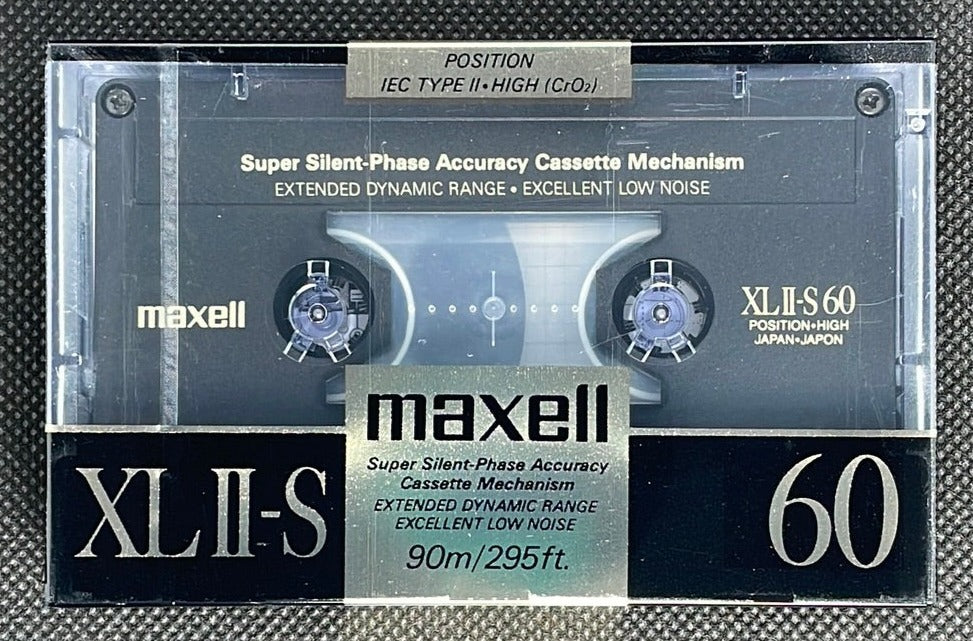 POSITION
IEC TYPE II•HIGH (CrO₂)
Super Silent-Phase Accuracy Cassette Mechanism
EXTENDED DYNAMIC RANGE • EXCELLENT LOW NOISE
maxell
XLII-S 60
POSITION•HIGH
JAPAN•JAPON
maxell
Super Silent-Phase Accuracy
Cassette Mechanism
EXTENDED DYNAMIC RANGE
EXCELLENT LOW NOISE
90m/295ft.
XLII-S
60